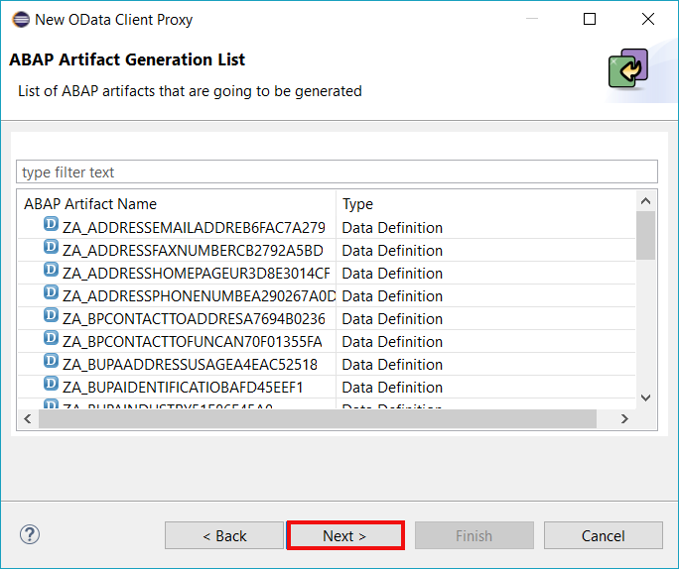 New OData Client Proxy
ABAP Artifact Generation List
List of ABAP artifacts that are going to be generated
type filter text
ABAP Artifact Name Type
D ZA_ADDRESSEMAILADDREB6FAC7A279 Data Definition
D ZA_ADDRESSFAXNUMBERCB2792A5BD Data Definition
D ZA_ADDRESSHOMEPAGEUR3D8E3014CF Data Definition
D ZA_ADDRESSPHONENUMBEA290267A0D Data Definition
D ZA_BPCONTACTTOADDRESA7694B0236 Data Definition
D ZA_BPCONTACTTOFUNCAN70F01355FA Data Definition
D ZA_BUPAADDRESSUSAGEA4EAC52518 Data Definition
D ZA_BUPAIDENTIFICATIOBAFD45EEF1 Data Definition
Data Definition
? < Back Next > Finish Cancel